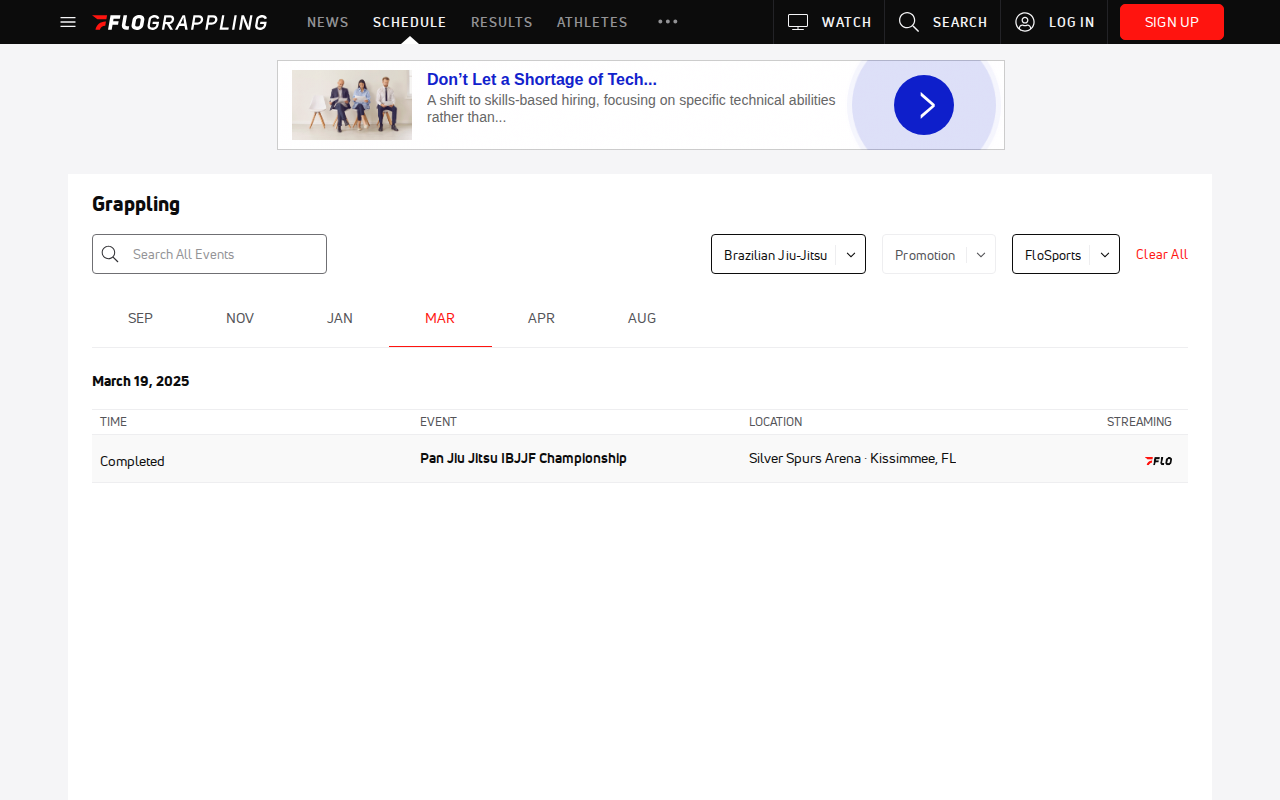 FLOGRAPPLING NEWS SCHEDULE RESULTS ATHLETES ••• WATCH SEARCH LOG IN SIGN UP
Don’t Let a Shortage of Tech...
A shift to skills-based hiring, focusing on specific technical abilities
rather than...
Grappling
Search All Events Brazilian Jiu-Jitsu Promotion FloSports Clear All
SEP NOV JAN MAR APR AUG
March 19, 2025
TIME EVENT LOCATION STREAMING
Completed Pan Jiu Jitsu IBJJF Championship Silver Spurs Arena · Kissimmee, FL FLO